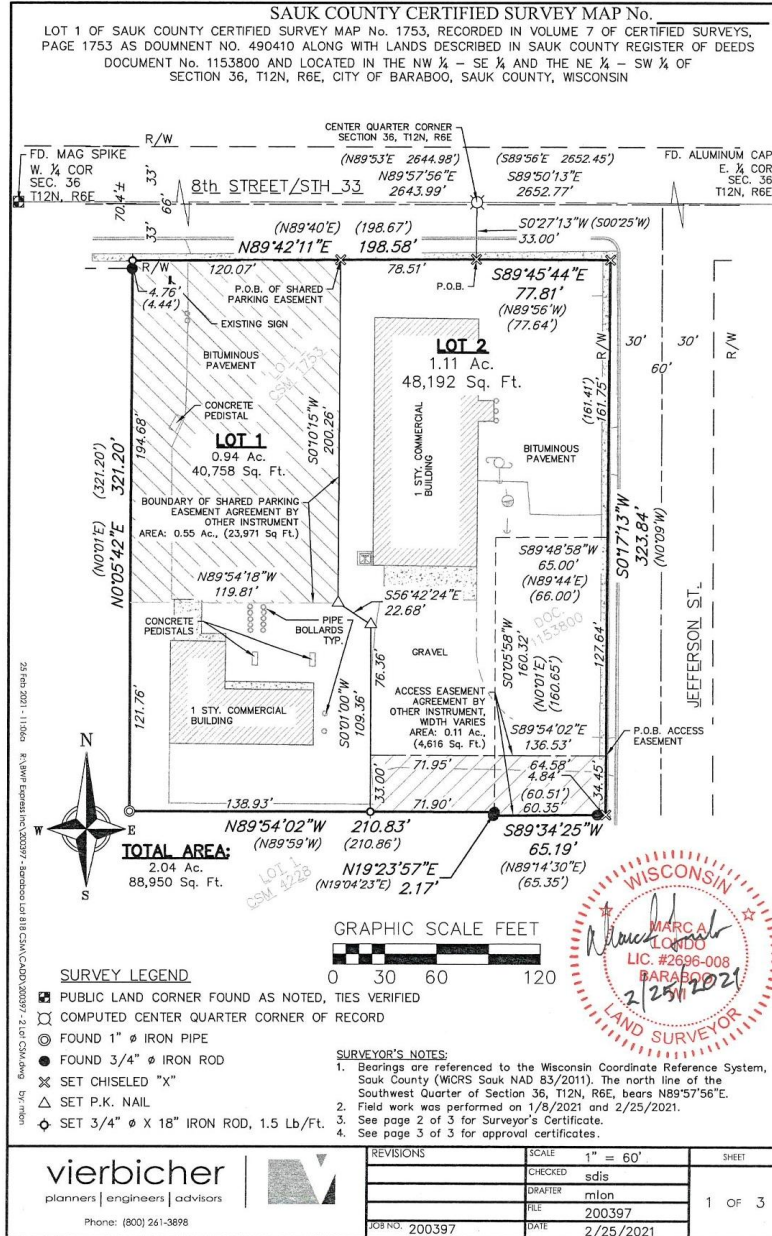 SAUK COUNTY CERTIFIED SURVEY MAP No.
LOT 1 OF SAUK COUNTY CERTIFIED SURVEY MAP No. 1753, RECORDED IN VOLUME 7 OF CERTIFIED SURVEYS,
PAGE 1753 AS DOUMNENT NO. 490410 ALONG WITH LANDS DESCRIBED IN SAUK COUNTY REGISTER OF DEEDS
DOCUMENT No. 1153800 AND LOCATED IN THE NW ¼ – SE ¼ AND THE NE ¼ – SW ¼ OF
SECTION 36, T12N, R6E, CITY OF BARABOO, SAUK COUNTY, WISCONSIN
R/W
FD. MAG SPIKE
W. ¼ COR
SEC. 36
T12N, R6E
70.4'±
33'
66'
33'
8th STREET/STH 33
CENTER QUARTER CORNER
SECTION 36, T12N, R6E
(N89°53'E 2644.98')
N89°57'56"E
2643.99'
(S89°56'E 2652.45')
S89°50'13"E
2652.77'
FD. ALUMINUM CAP
E. ¼ COR
SEC. 36
T12N, R6E
S0°27'13"W (S00°25'W)
33.00'
(N89°40'E) (198.67)
N89°42'11"E 198.58'
R/W
120.07'
78.51'
4.76'
(4.44')
P.O.B. OF SHARED
PARKING EASEMENT
P.O.B.
S89°45'44"E
77.81'
(N89°56'W)
(77.64')
EXISTING SIGN
BITUMINOUS
PAVEMENT
LOT 1
CSM 1753
CONCRETE
PEDISTAL
LOT 1
0.94 Ac.
40,758 Sq. Ft.
S0°10'15"W
200.26'
LOT 2
1.11 Ac.
48,192 Sq. Ft.
1 STY. COMMERCIAL
BUILDING
BITUMINOUS
PAVEMENT
R/W
(161.41')
161.75'
30'
30'
60'
R/W
194.68'
(321.20')
321.20'
(N0°01'E)
N0°05'42"E
BOUNDARY OF SHARED PARKING
EASEMENT AGREEMENT BY
OTHER INSTRUMENT
AREA: 0.55 Ac., (23,971 Sq Ft.)
N89°54'18"W
119.81'
S56°42'24"E
22.68'
S89°48'58"W
65.00'
(N89°44'E)
(66.00')
S0°17'13"W
323.84'
(N0°09'W)
JEFFERSON ST.
DOC.
1153800
CONCRETE
PEDISTALS
PIPE
BOLLARDS
TYP.
GRAVEL
76.36'
S0°01'00"W
109.36'
S0°05'58"W
160.32'
(N0°01'E)
(160.65')
127.64'
121.76'
1 STY. COMMERCIAL
BUILDING
ACCESS EASEMENT
AGREEMENT BY
OTHER INSTRUMENT,
WIDTH VARIES
AREA: 0.11 Ac.,
(4,616 Sq. Ft.)
S89°54'02"E
136.53'
P.O.B. ACCESS
EASEMENT
71.95'
64.58'
4.84'
(60.51')
60.35'
34.45'
33.00'
138.93'
71.90'
N
W
E
S
N89°54'02"W 210.83'
(N89°59'W) (210.86')
S89°34'25"W
65.19'
(N89°14'30"E)
(65.35')
N19°23'57"E
(N19°04'23"E) 2.17'
LOT 1
CSM 4228
TOTAL AREA:
2.04 Ac.
88,950 Sq. Ft.
GRAPHIC SCALE FEET
0 30 60 120
WISCONSIN
MARC A.
LONDO
LIC. #2696-008
BARABOO
WI
2/25/2021
LAND SURVEYOR
SURVEY LEGEND
PUBLIC LAND CORNER FOUND AS NOTED, TIES VERIFIED
COMPUTED CENTER QUARTER CORNER OF RECORD
FOUND 1" ø IRON PIPE
FOUND 3/4" ø IRON ROD
SET CHISELED "X"
SET P.K. NAIL
SET 3/4" ø X 18" IRON ROD, 1.5 Lb/Ft.
SURVEYOR'S NOTES:
1. Bearings are referenced to the Wisconsin Coordinate Reference System,
Sauk County (WICRS Sauk NAD 83/2011). The north line of the
Southwest Quarter of Section 36, T12N, R6E, bears N89°57'56"E.
2. Field work was performed on 1/8/2021 and 2/25/2021.
3. See page 2 of 3 for Surveyor's Certificate.
4. See page 3 of 3 for approval certificates.
25 Feb 2021 - 11:06a R:\BWP Express Inc\200397 - Baraboo Lot 818 CSM\CADD\200397 - 2 Lot CSM.dwg by: mlon
vierbicher
planners | engineers | advisors
Phone: (800) 261-3898
REVISIONS
JOB NO. 200397
SCALE 1" = 60'
CHECKED sdis
DRAFTER mlon
FILE 200397
DATE 2/25/2021
SHEET
1 OF 3